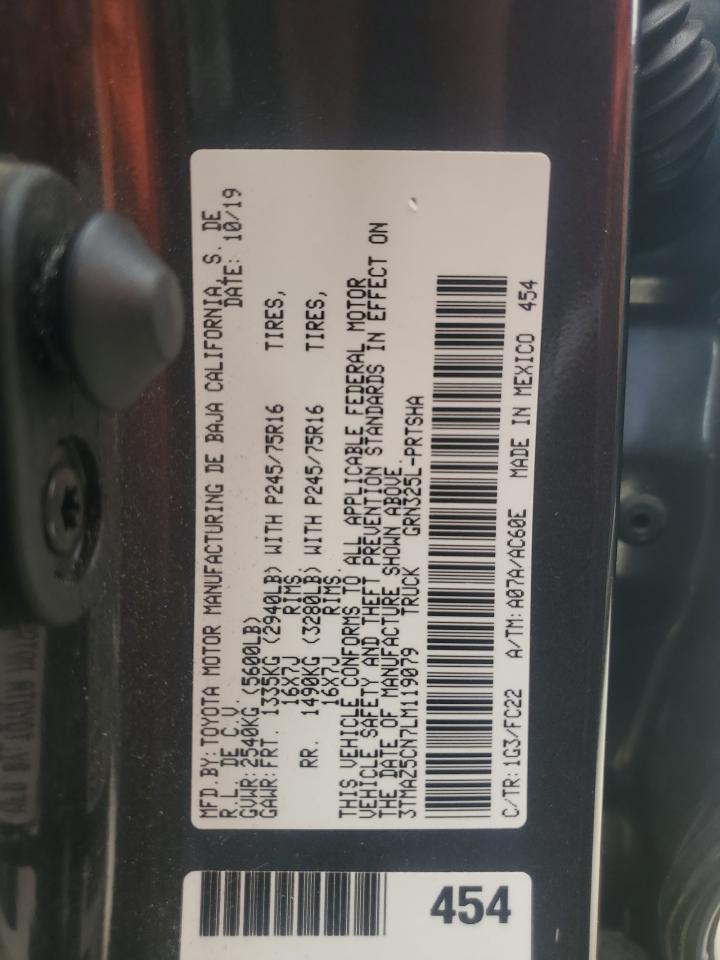 MFD.BY:TOYOTA MOTOR MANUFACTURING DE BAJA CALIFORNIA, S. DE
R.L. DE C.V. DATE: 10/19
GVWR:2540KG (5600LB)
GAWR:FRT. 1335KG (2940LB) WITH P245/75R16 TIRES,
16X7J RIMS
RR. 1490KG (3280LB) WITH P245/75R16 TIRES,
16X7J RIMS
THIS VEHICLE CONFORMS TO ALL APPLICABLE FEDERAL MOTOR
VEHICLE SAFETY AND THEFT PREVENTION STANDARDS IN EFFECT ON
THE DATE OF MANUFACTURE SHOWN ABOVE.
3TMAZ5CN7LM119079 TRUCK GRN325L-PRTSHA
C/TR:1G3/FC22 A/TM:A07A/AC60E MADE IN MEXICO 454
454